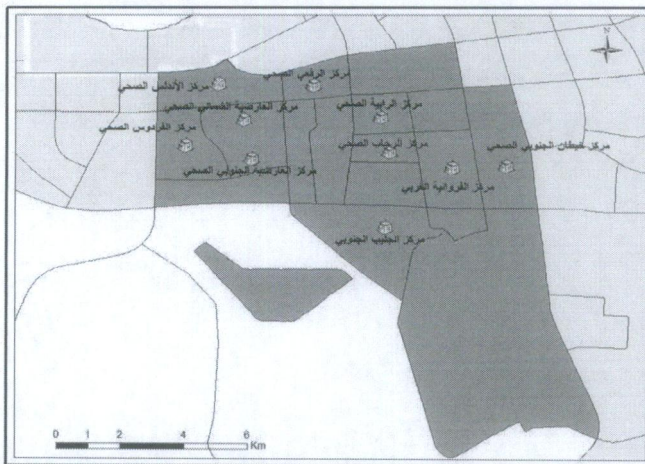 N
مركز الرقعي الصحي
مركز الأندلس الصحي
مركز العارضية الشمالي الصحي
مركز الرابية الصحي
مركز الفردوس الصحي
مركز الرحاب الصحي
مركز خيطان الجنوبي الصحي
مركز العارضية الجنوبي الصحي
مركز الفروانية الغربي
مركز الجليب الجنوبي
0 1 2 4 6
Km